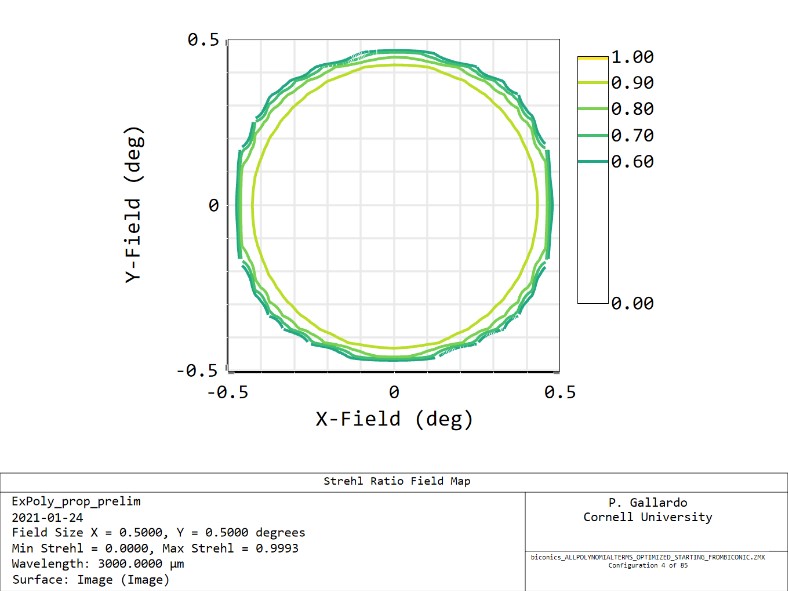 0.5
0
-0.5
Y-Field (deg)
-0.5
0
0.5
X-Field (deg)
1.00
0.90
0.80
0.70
0.60
0.00
Strehl Ratio Field Map
ExPoly_prop_prelim
2021-01-24
Field Size X = 0.5000, Y = 0.5000 degrees
Min Strehl = 0.0000, Max Strehl = 0.9993
Wavelength: 3000.0000 µm
Surface: Image (Image)
P. Gallardo
Cornell University
biconics_ALLPOLYNOMIALTERMS_OPTIMIZED_STARTING_FROMBICONIC.ZMX
Configuration 4 of 85